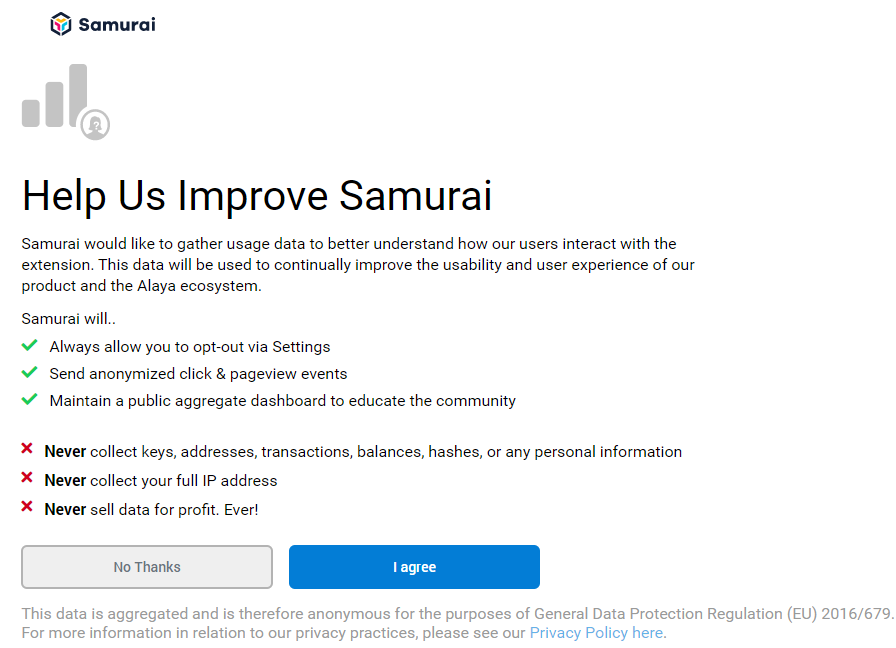 Samurai
Help Us Improve Samurai
Samurai would like to gather usage data to better understand how our users interact with the
extension. This data will be used to continually improve the usability and user experience of our
product and the Alaya ecosystem.
Samurai will..
Always allow you to opt-out via Settings
Send anonymized click & pageview events
Maintain a public aggregate dashboard to educate the community
Never collect keys, addresses, transactions, balances, hashes, or any personal information
Never collect your full IP address
Never sell data for profit. Ever!
No Thanks
I agree
This data is aggregated and is therefore anonymous for the purposes of General Data Protection Regulation (EU) 2016/679.
For more information in relation to our privacy practices, please see our Privacy Policy here.